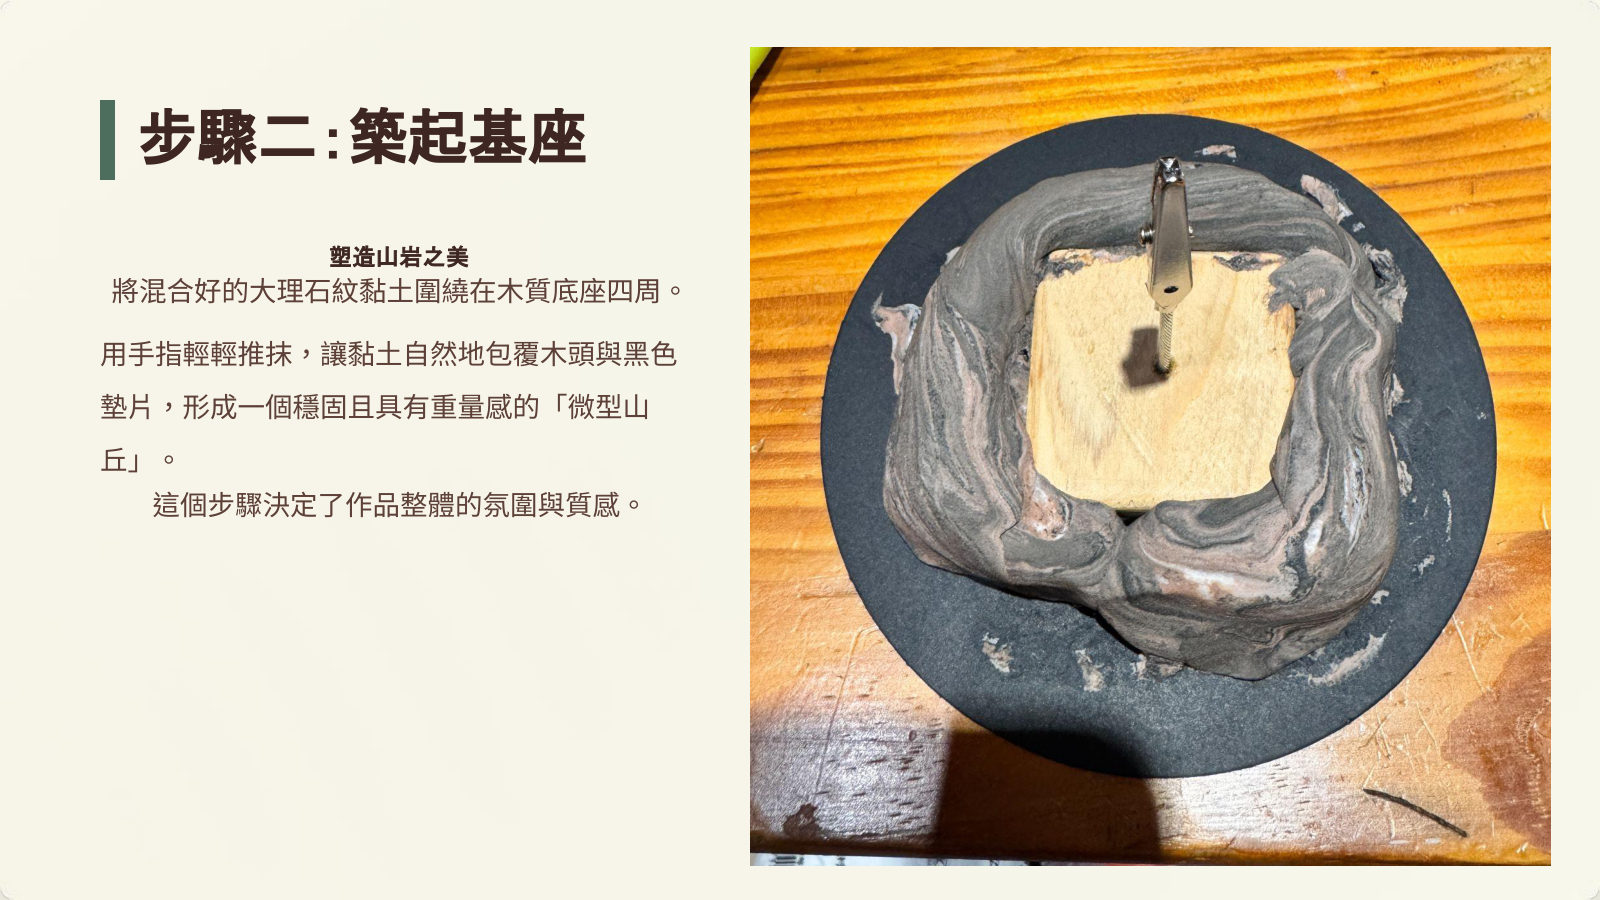 步驟二：築起基座
塑造山岩之美
將混合好的大理石紋黏土圍繞在木質底座四周。
用手指輕輕推抹，讓黏土自然地包覆木頭與黑色
墊片，形成一個穩固且具有重量感的「微型山
丘」。
這個步驟決定了作品整體的氛圍與質感。